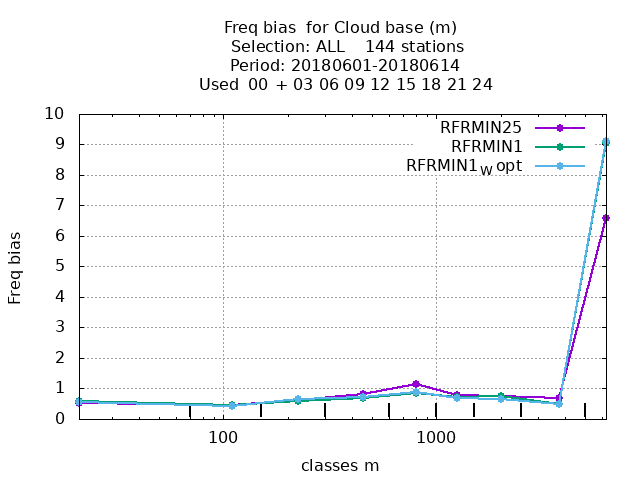 Freq bias  for Cloud base (m)
Selection: ALL    144 stations
Period: 20180601-20180614
Used  00 + 03 06 09 12 15 18 21 24
10
9
8
7
6
5
4
3
2
1
0
Freq bias
RFRMIN25
RFRMIN1
RFRMIN1W opt
100
1000
classes m